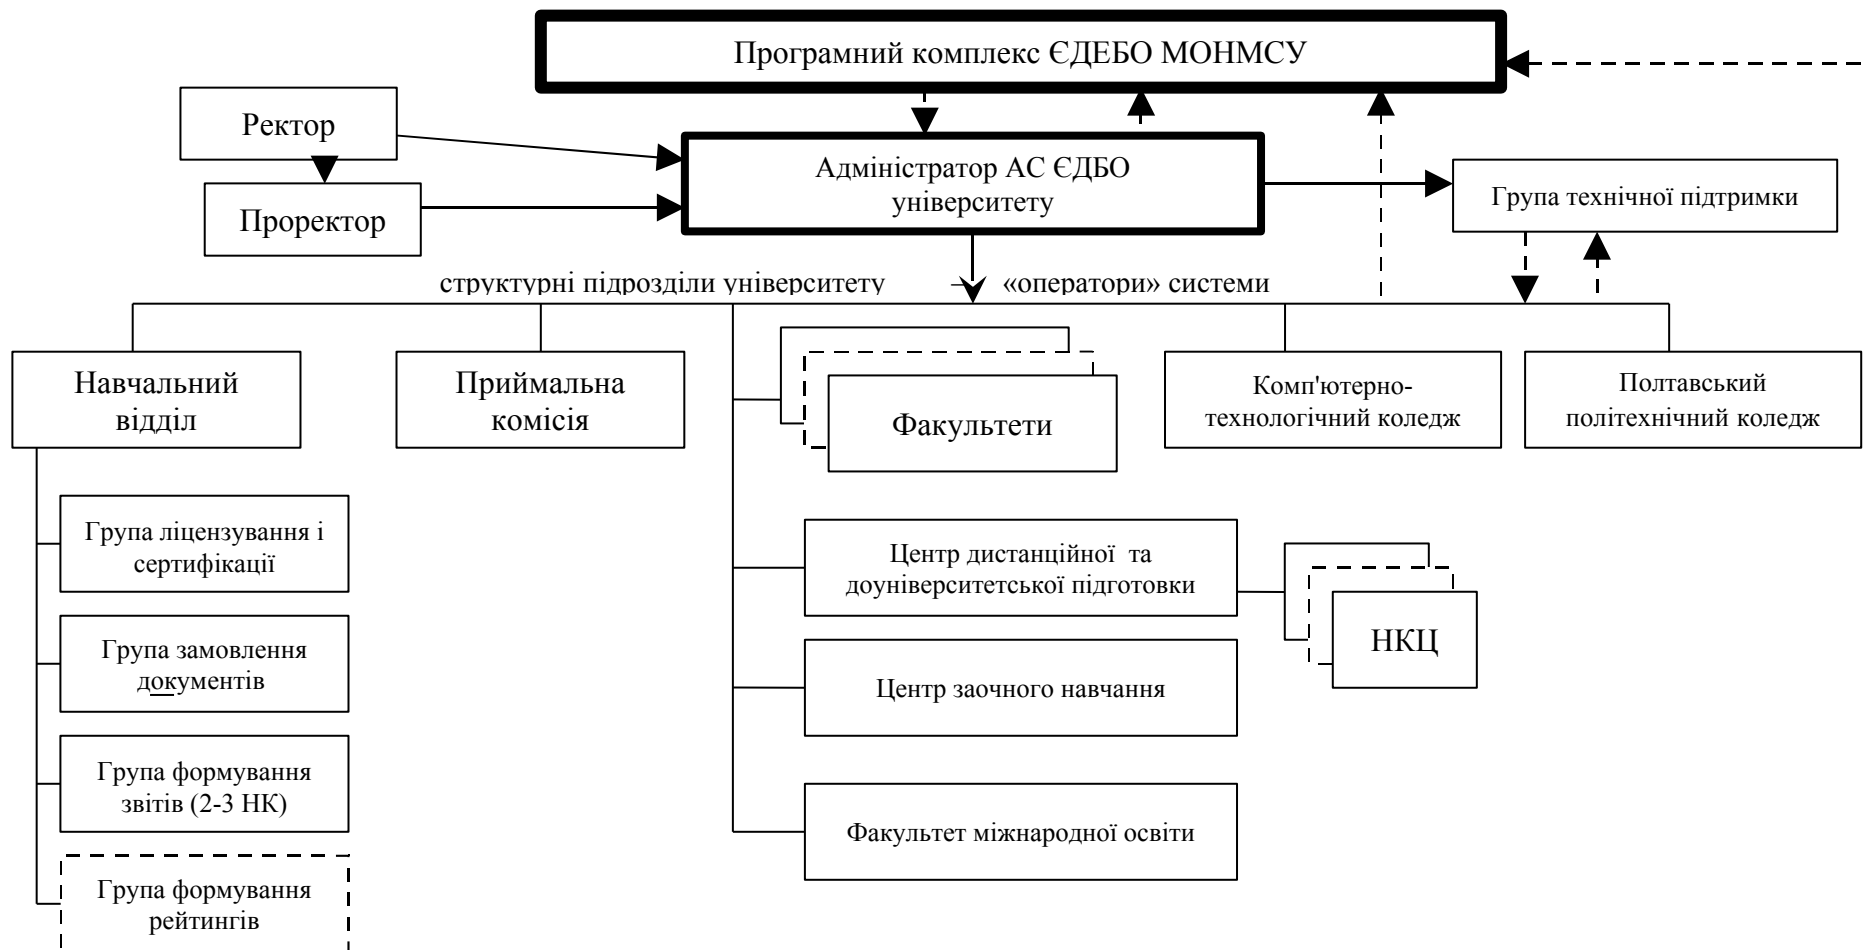 Програмний комплекс ЄДЕБО МОНМСУ
Ректор
Адміністратор АС ЄДБО
університету
Група технічної підтримки
Проректор
структурні підрозділи університету – «оператори» системи
Навчальний
відділ
Приймальна
комісія
Факультети
Комп'ютерно-
технологічний коледж
Полтавський
політехнічний коледж
Група ліцензування і
сертифікації
Центр дистанційної та
доуніверситетської підготовки
НКЦ
Група замовлення
документів
Центр заочного навчання
Група формування
звітів (2-3 НК)
Факультет міжнародної освіти
Група формування
рейтингів